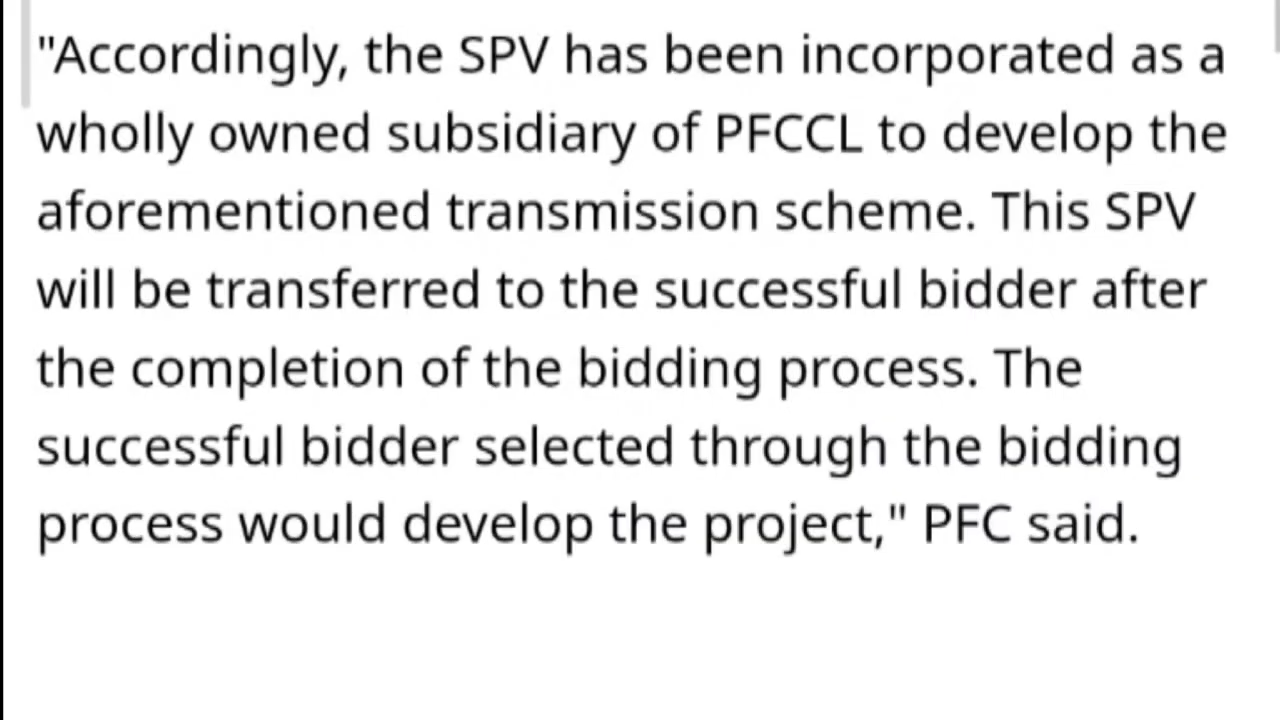 "Accordingly, the SPV has been incorporated as a
wholly owned subsidiary of PFCCL to develop the
aforementioned transmission scheme. This SPV
will be transferred to the successful bidder after
the completion of the bidding process. The
successful bidder selected through the bidding
process would develop the project," PFC said.